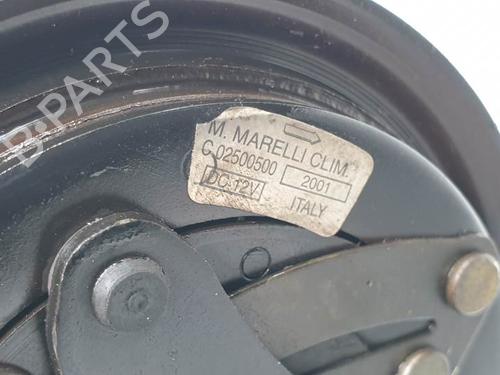 B-PARTS
M. MARELLI CLIM.
C.02500500 2001
DC-12V ITALY